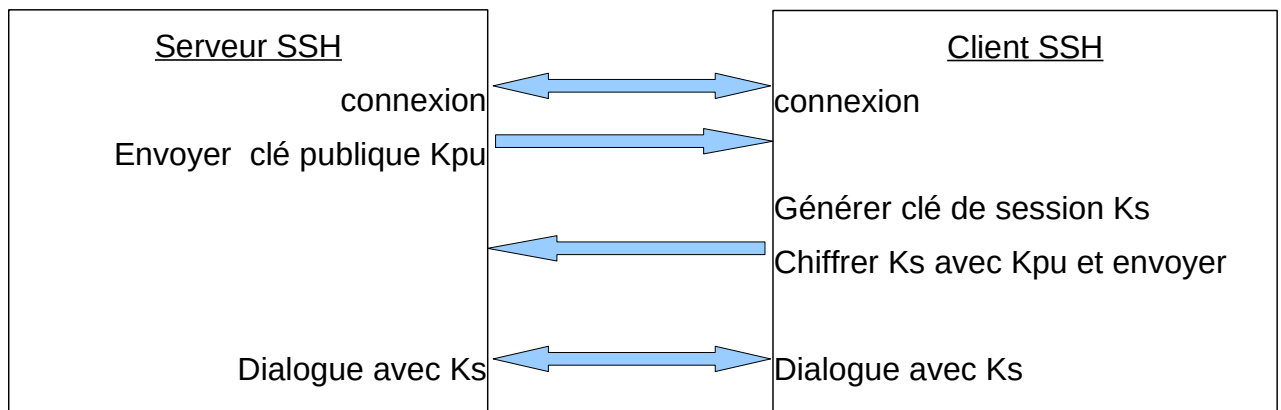 Serveur SSH
Client SSH
connexion
connexion
Envoyer clé publique Kpu
Générer clé de session Ks
Chiffrer Ks avec Kpu et envoyer
Dialogue avec Ks
Dialogue avec Ks